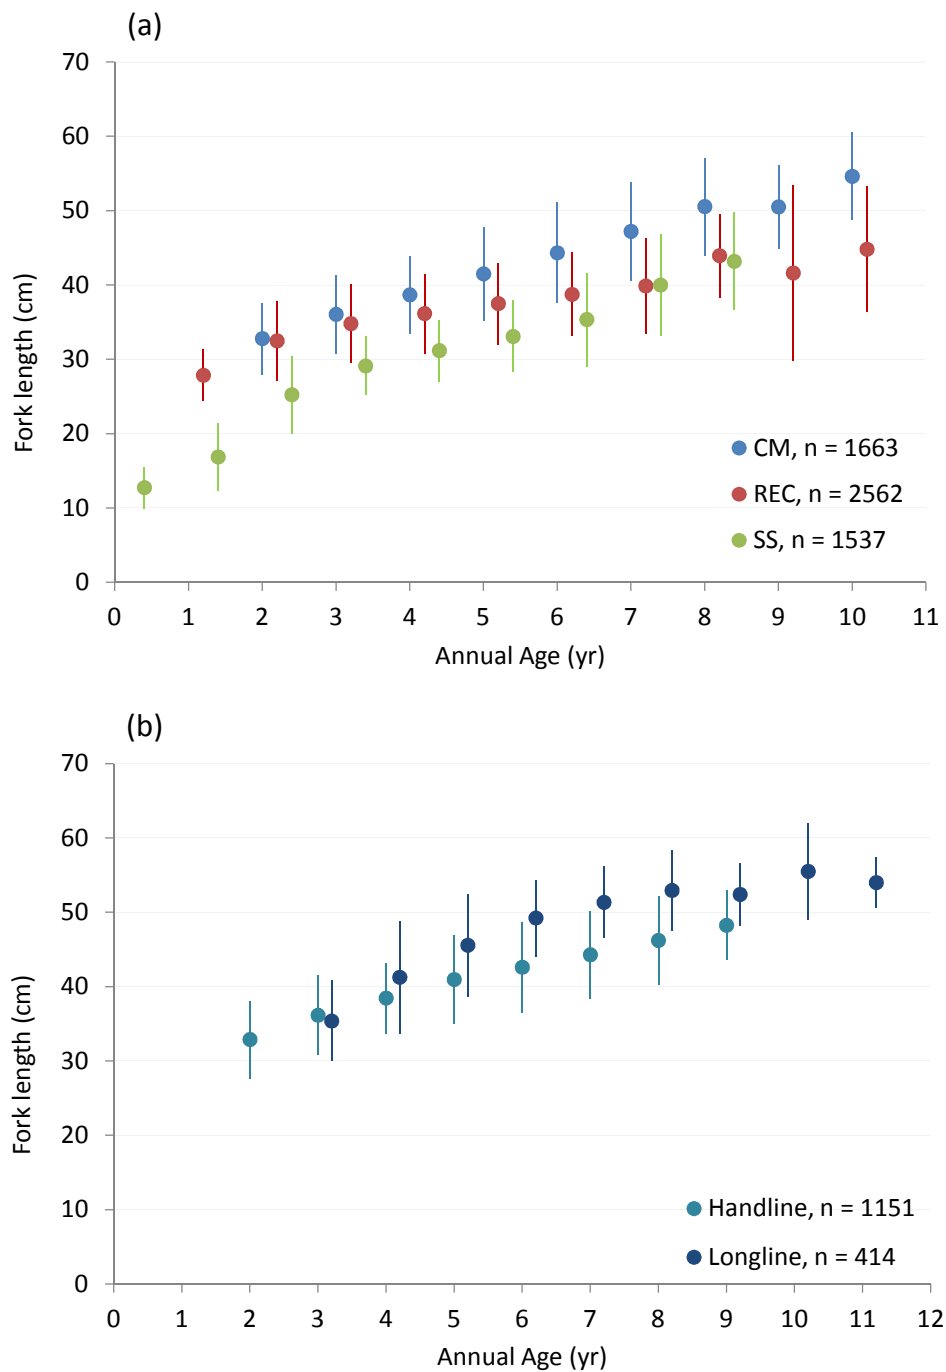 (a)
70
60
50
40
30
20
10
0
Fork length (cm)
CM, n = 1663
REC, n = 2562
SS, n = 1537
0 1 2 3 4 5 6 7 8 9 10 11
Annual Age (yr)
(b)
70
60
50
40
30
20
10
0
Fork length (cm)
Handline, n = 1151
Longline, n = 414
0 1 2 3 4 5 6 7 8 9 10 11 12
Annual Age (yr)